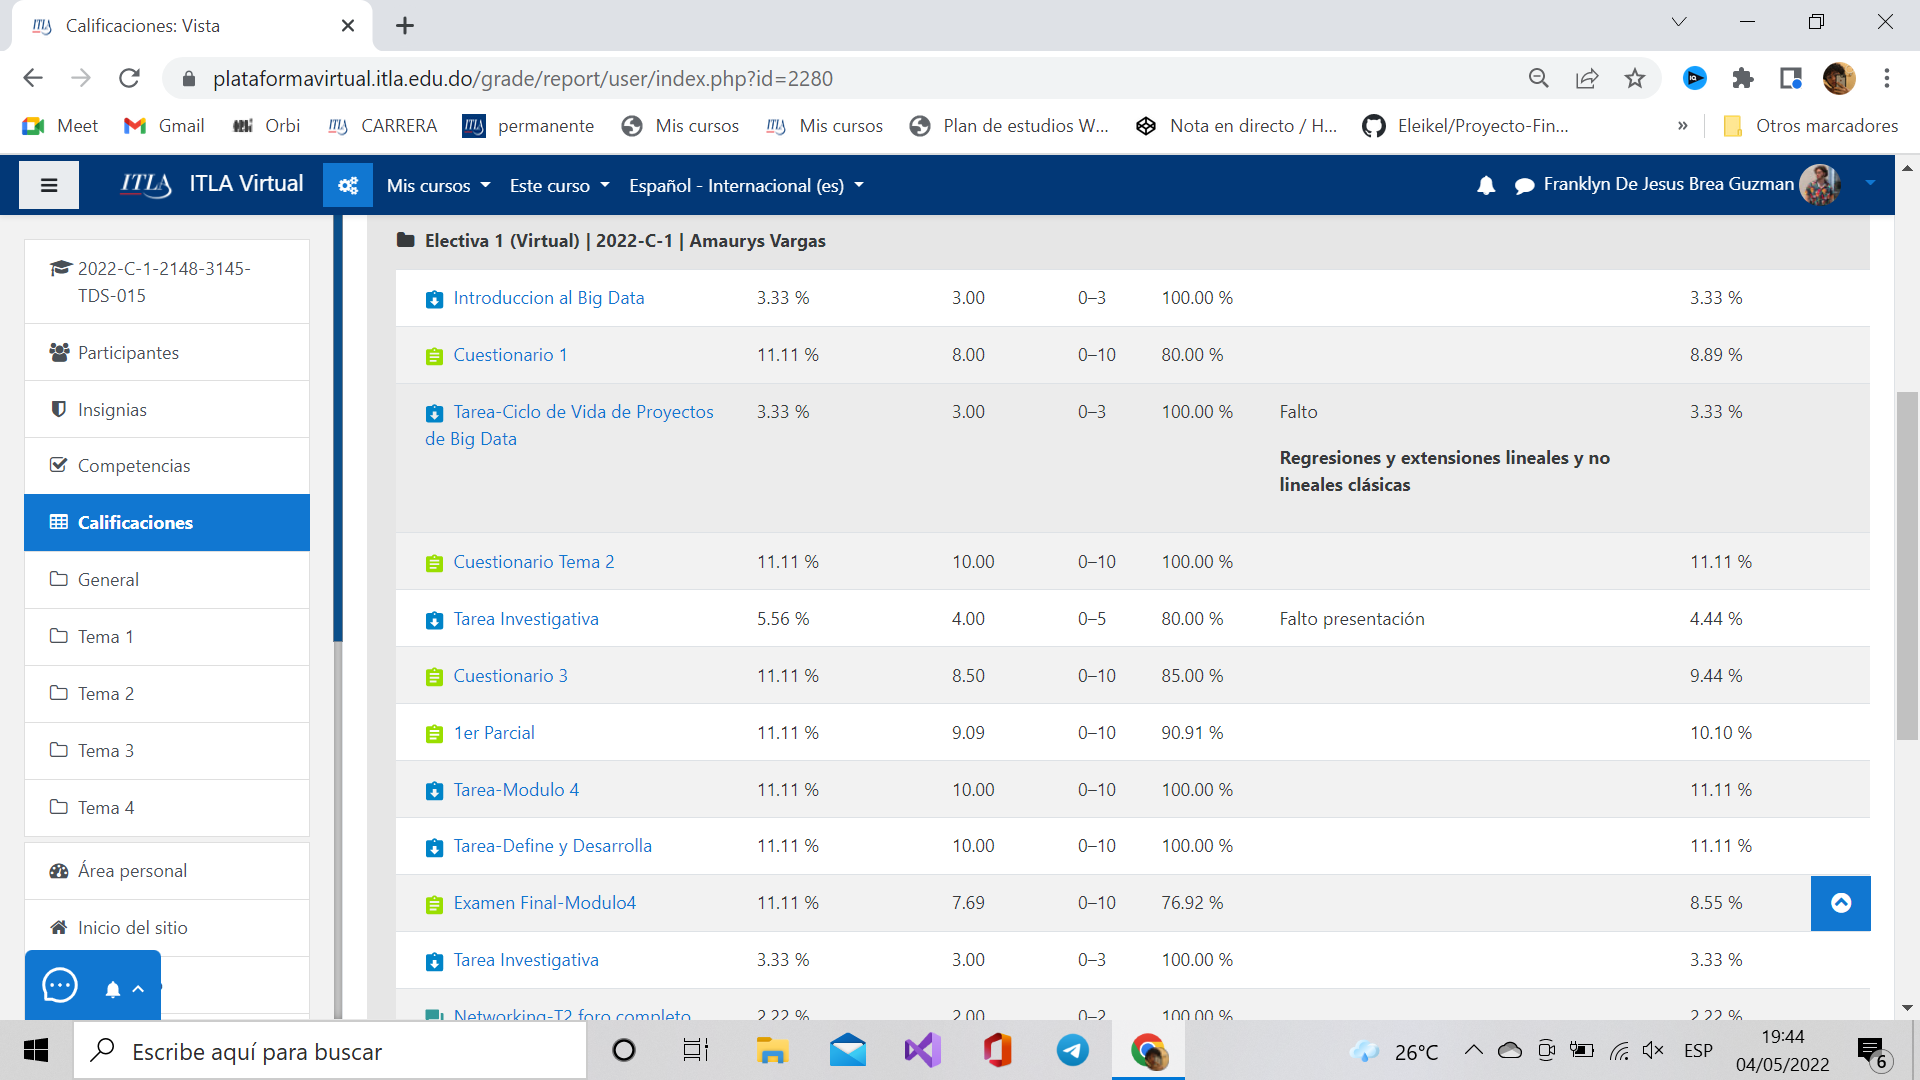 Calificaciones: Vista
plataformavirtual.itla.edu.do/grade/report/user/index.php?id=2280
Meet Gmail Orbi CARRERA permanente Mis cursos Mis cursos Plan de estudios W... Nota en directo / H... Eleikel/Proyecto-Fin... » Otros marcadores
ITLA ITLA Virtual Mis cursos Este curso Español - Internacional (es) Franklyn De Jesus Brea Guzman
2022-C-1-2148-3145-
TDS-015
Participantes
Insignias
Competencias
Calificaciones
General
Tema 1
Tema 2
Tema 3
Tema 4
Área personal
Inicio del sitio
Electiva 1 (Virtual) | 2022-C-1 | Amaurys Vargas
Introduccion al Big Data 3.33 % 3.00 0–3 100.00 % 3.33 %
Cuestionario 1 11.11 % 8.00 0–10 80.00 % 8.89 %
Tarea-Ciclo de Vida de Proyectos 3.33 % 3.00 0–3 100.00 % Falto 3.33 %
de Big Data
Regresiones y extensiones lineales y no
lineales clásicas
Cuestionario Tema 2 11.11 % 10.00 0–10 100.00 % 11.11 %
Tarea Investigativa 5.56 % 4.00 0–5 80.00 % Falto presentación 4.44 %
Cuestionario 3 11.11 % 8.50 0–10 85.00 % 9.44 %
1er Parcial 11.11 % 9.09 0–10 90.91 % 10.10 %
Tarea-Modulo 4 11.11 % 10.00 0–10 100.00 % 11.11 %
Tarea-Define y Desarrolla 11.11 % 10.00 0–10 100.00 % 11.11 %
Examen Final-Modulo4 11.11 % 7.69 0–10 76.92 % 8.55 %
Tarea Investigativa 3.33 % 3.00 0–3 100.00 % 3.33 %
Networking-T2 foro completo 2.22 % 2.00 0–2 100.00 % 2.22 %
Escribe aquí para buscar
26°C ESP
19:44
04/05/2022
6